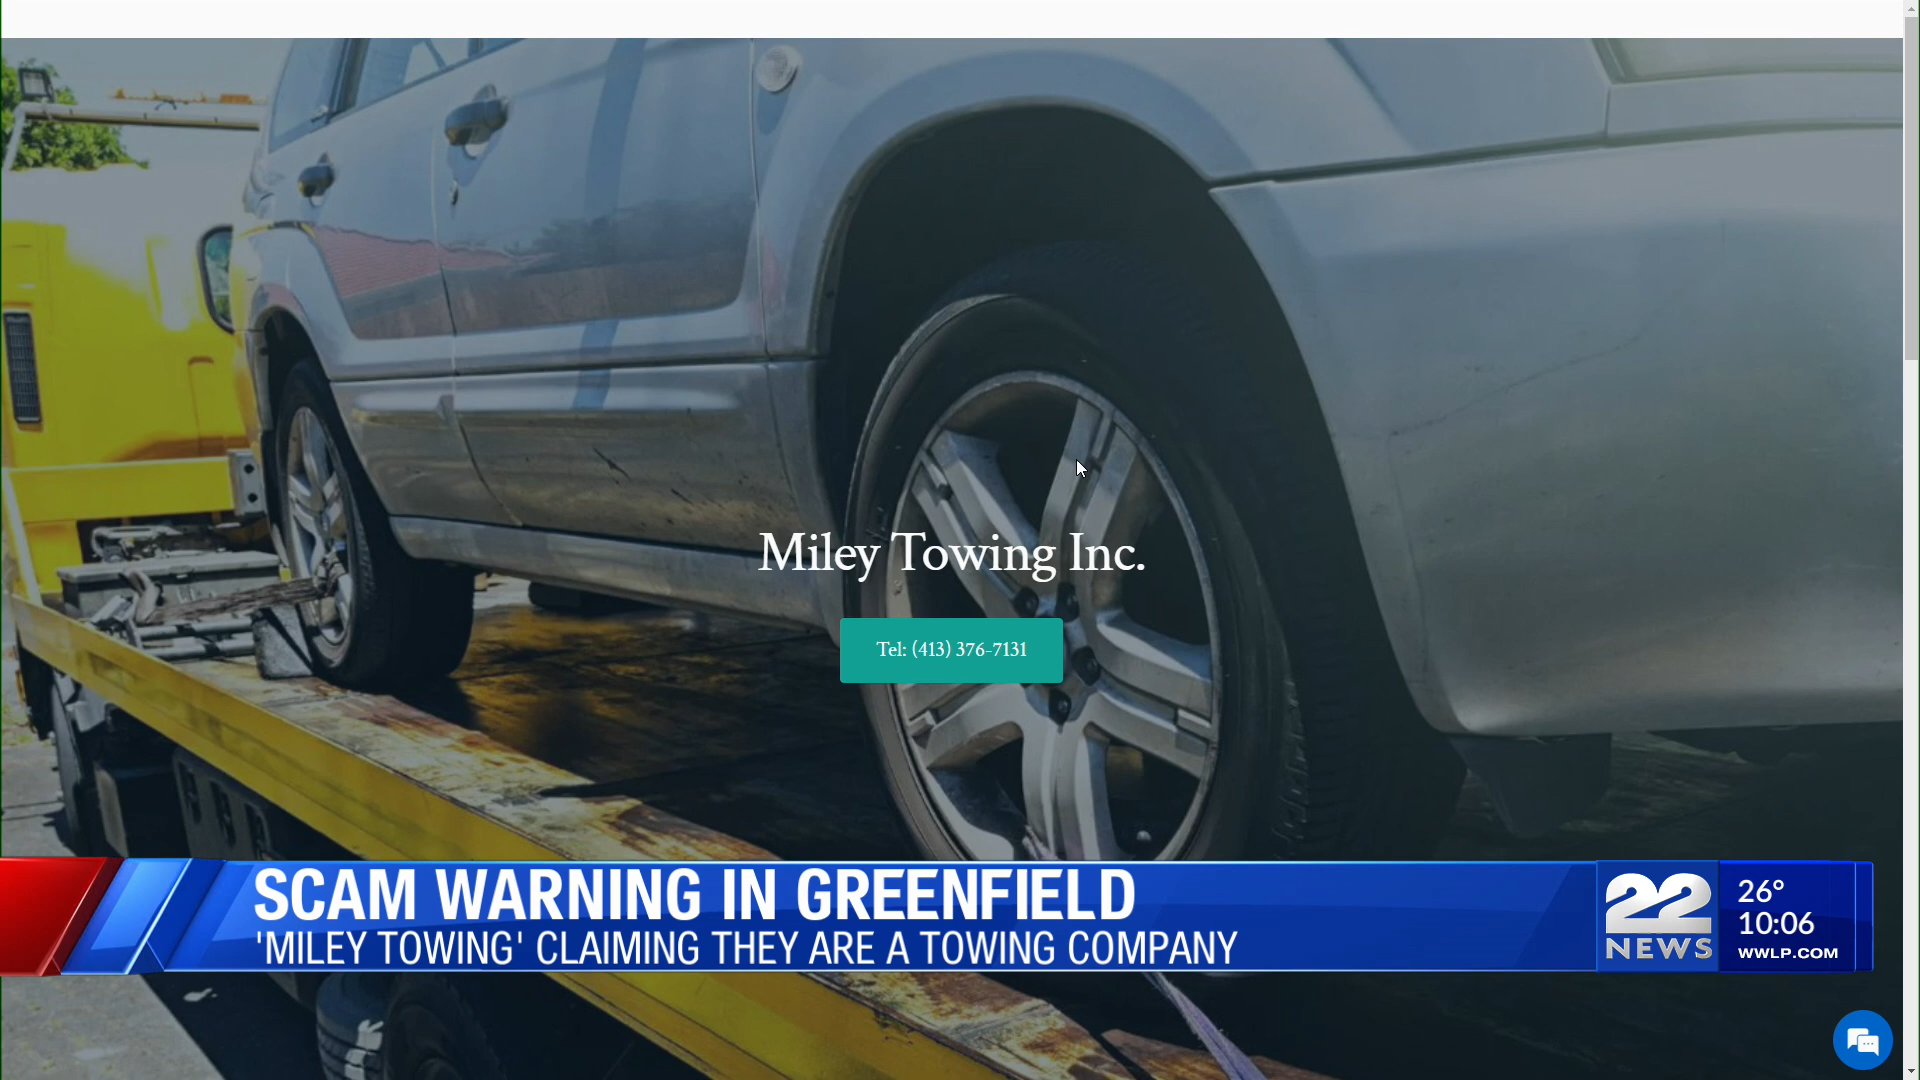 Miley Towing Inc.
Tel: (413) 376-7131
SCAM WARNING IN GREENFIELD
'MILEY TOWING' CLAIMING THEY ARE A TOWING COMPANY
22
NEWS
26°
10:06
WWLP.COM